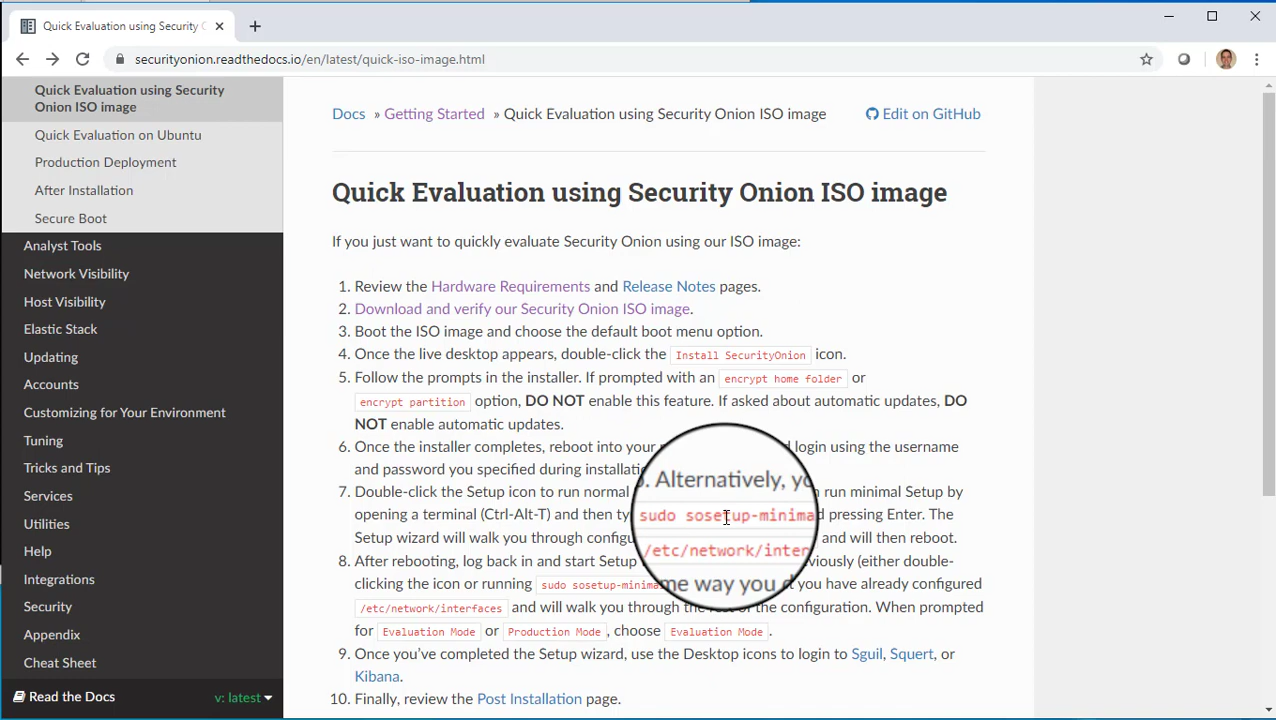 Quick Evaluation using Security O
securityonion.readthedocs.io/en/latest/quick-iso-image.html
Quick Evaluation using Security
Onion ISO image
Quick Evaluation on Ubuntu
Production Deployment
After Installation
Secure Boot
Analyst Tools
Network Visibility
Host Visibility
Elastic Stack
Updating
Accounts
Customizing for Your Environment
Tuning
Tricks and Tips
Services
Utilities
Help
Integrations
Security
Appendix
Cheat Sheet
Read the Docs v: latest
Docs » Getting Started » Quick Evaluation using Security Onion ISO image Edit on GitHub
Quick Evaluation using Security Onion ISO image
If you just want to quickly evaluate Security Onion using our ISO image:
1. Review the Hardware Requirements and Release Notes pages.
2. Download and verify our Security Onion ISO image.
3. Boot the ISO image and choose the default boot menu option.
4. Once the live desktop appears, double-click the Install SecurityOnion icon.
5. Follow the prompts in the installer. If prompted with an encrypt home folder or
encrypt partition option, DO NOT enable this feature. If asked about automatic updates, DO
NOT enable automatic updates.
6. Once the installer completes, reboot into your login using the username
and password you specified during installatio
. Alternatively, yo
7. Double-click the Setup icon to run normal run minimal Setup by
opening a terminal (Ctrl-Alt-T) and then ty sudo sosetup-minima d pressing Enter. The
Setup wizard will walk you through configu /etc/network/inter and will then reboot.
8. After rebooting, log back in and start Setup viously (either double-
clicking the icon or running sudo sosetup-minima me way you d t you have already configured
/etc/network/interfaces and will walk you through the rest of the configuration. When prompted
for Evaluation Mode or Production Mode, choose Evaluation Mode.
9. Once you've completed the Setup wizard, use the Desktop icons to login to Sguil, Squert, or
Kibana.
10. Finally, review the Post Installation page.